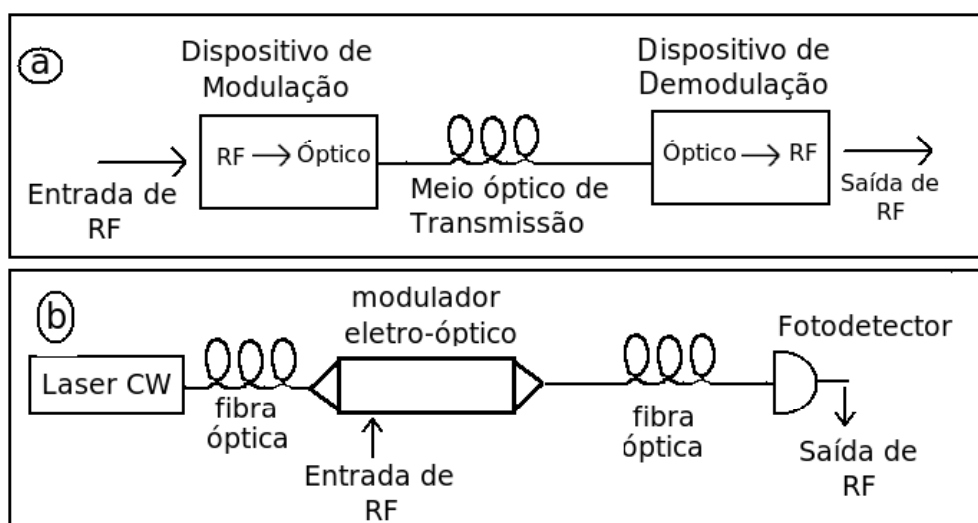 a
Dispositivo de
Modulação
RF → Óptico
Entrada de
RF
Meio óptico de
Transmissão
Dispositivo de
Demodulação
Óptico → RF
Saída de
RF
b
Laser CW
fibra
óptica
modulador
eletro-óptico
Entrada de
RF
fibra
óptica
Fotodetector
Saída de
RF